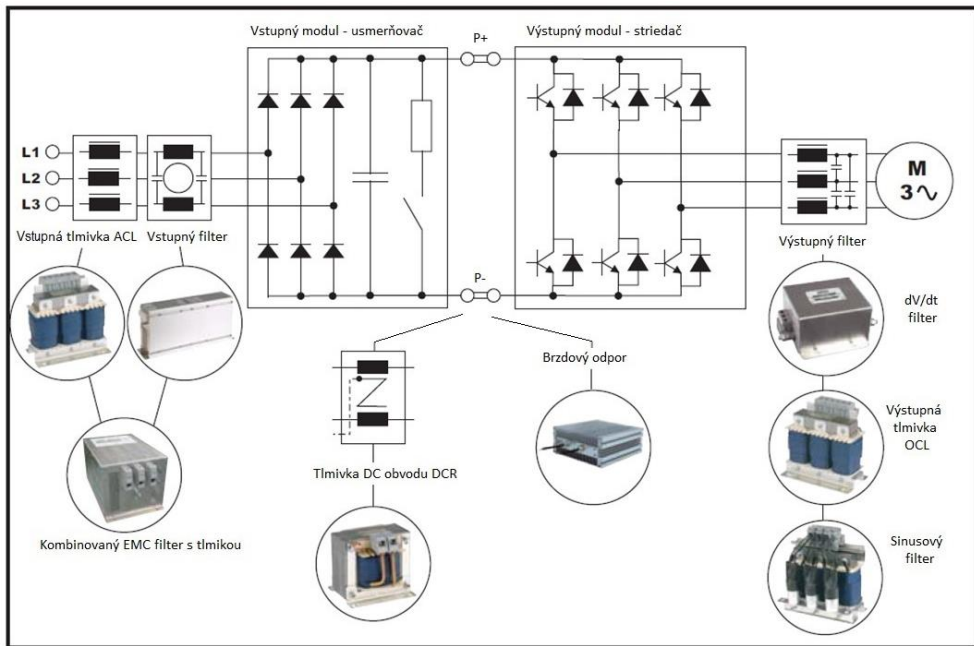 Vstupný modul - usmerňovač
P+
Výstupný modul - striedač
L1
L2
L3
M
3
Vstupná tlmivka ACL
Vstupný filter
Výstupný filter
P-
dV/dt
filter
Brzdový odpor
Výstupná
tlmivka
OCL
Tlmivka DC obvodu DCR
Kombinovaný EMC filter s tlmikou
Sinusový
filter